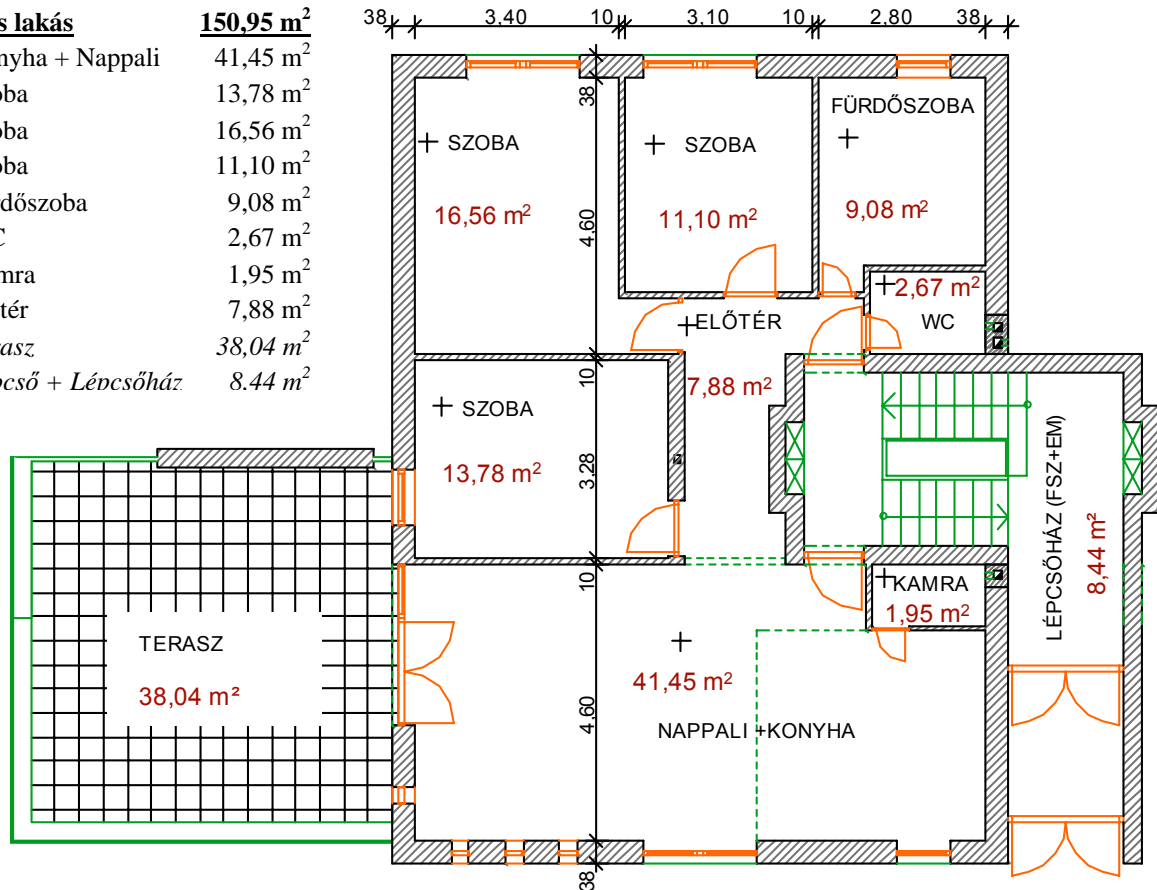 s lakás 150,95 m²
nyha + Nappali 41,45 m²
oba 13,78 m²
oba 16,56 m²
oba 11,10 m²
rdőszoba 9,08 m²
C 2,67 m²
mra 1,95 m²
tér 7,88 m²
rasz 38,04 m²
pcső + Lépcsőház 8.44 m²
38 3,40 10 3,10 10 2,80 38
38
FÜRDŐSZOBA
SZOBA
SZOBA
16,56 m²
11,10 m²
9,08 m²
4,60
2,67 m²
WC
ELŐTÉR
7,88 m²
10
SZOBA
13,78 m²
3,28
LÉPCSŐHÁZ (FSZ+EM)
8,44 m²
10
KAMRA
1,95 m²
TERASZ
38,04 m²
41,45 m²
4,60
NAPPALI +KONYHA
38